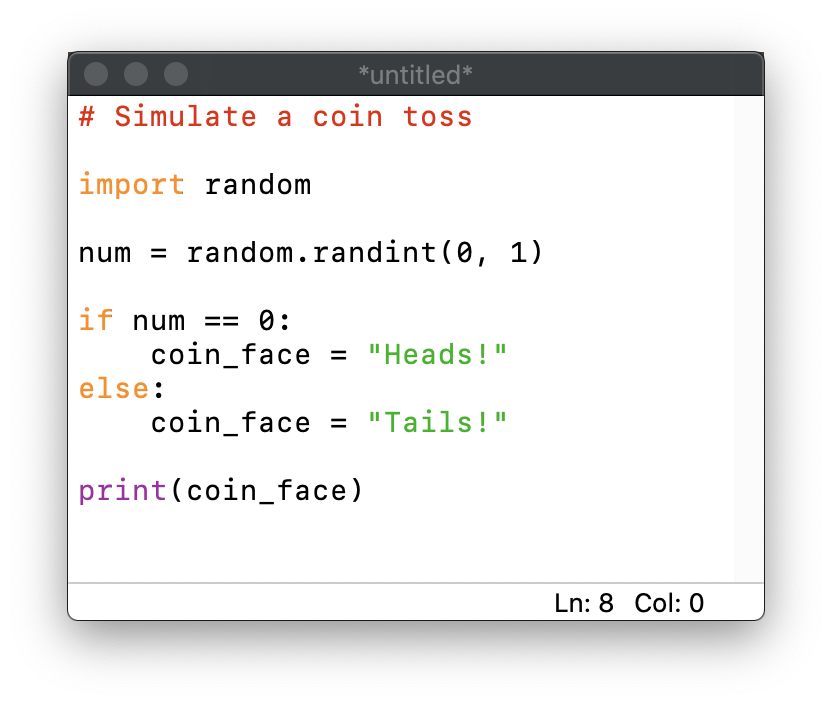 *untitled*
# Simulate a coin toss
import random
num = random.randint(0, 1)
if num == 0:
    coin_face = "Heads!"
else:
    coin_face = "Tails!"
print(coin_face)
Ln: 8 Col: 0